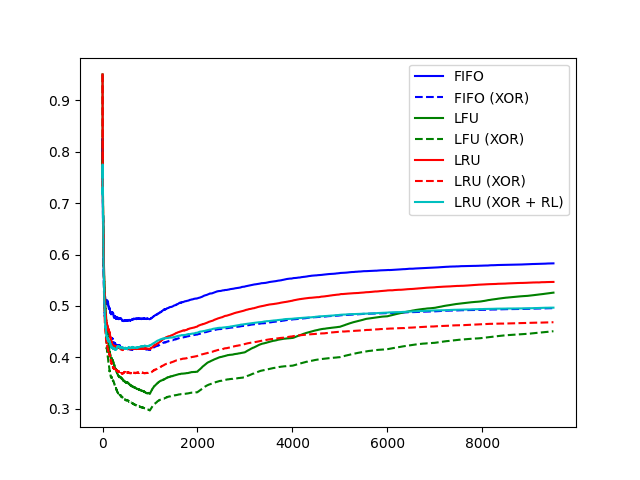 FIFO
FIFO (XOR)
LFU
LFU (XOR)
LRU
LRU (XOR)
LRU (XOR + RL)
0.9
0.8
0.7
0.6
0.5
0.4
0.3
0 2000 4000 6000 8000